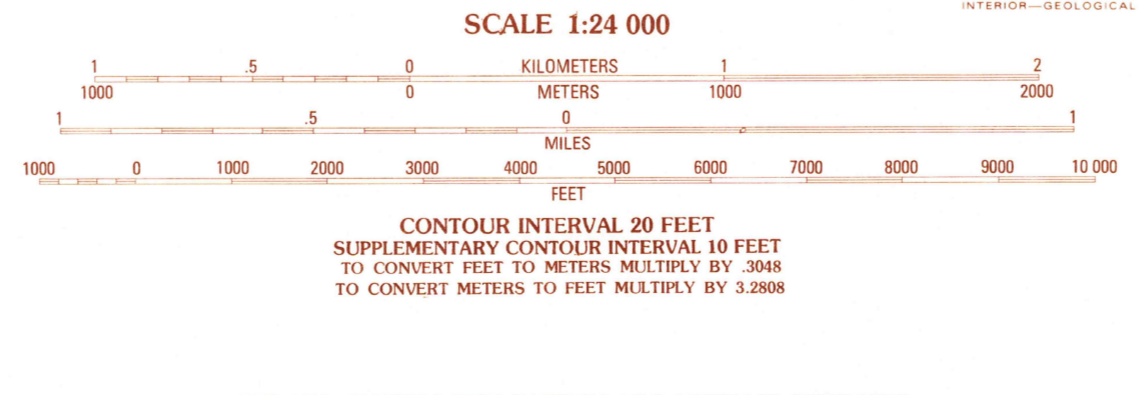 INTERIOR—GEOLOGICAL
SCALE 1:24 000
1 .5 0 KILOMETERS 1 2
1000 0 METERS 1000 2000
1 .5 0 1
MILES
1000 0 1000 2000 3000 4000 5000 6000 7000 8000 9000 10 000
FEET
CONTOUR INTERVAL 20 FEET
SUPPLEMENTARY CONTOUR INTERVAL 10 FEET
TO CONVERT FEET TO METERS MULTIPLY BY .3048
TO CONVERT METERS TO FEET MULTIPLY BY 3.2808